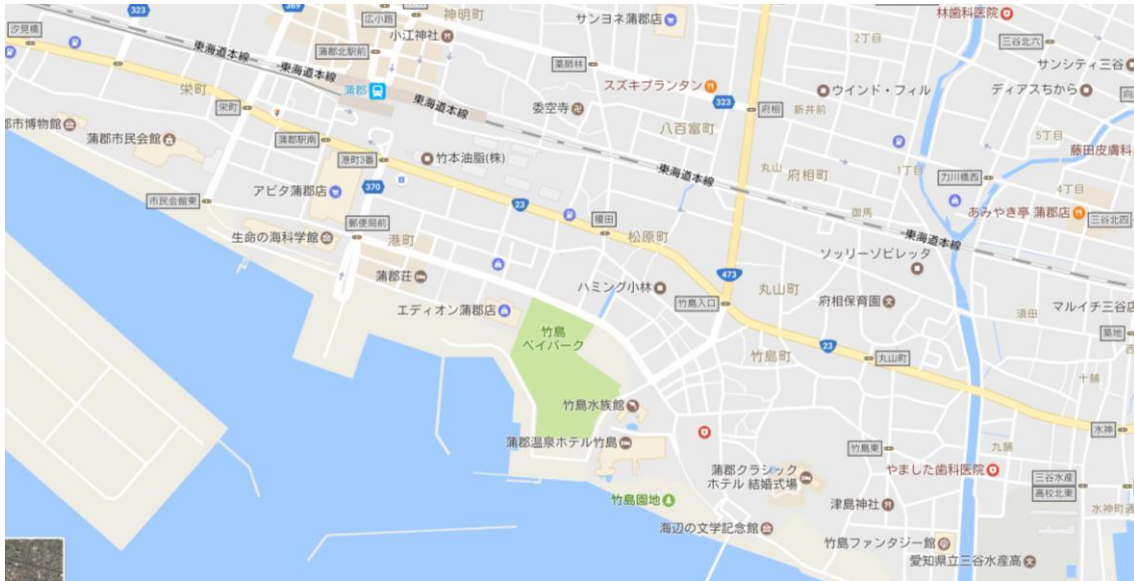 汐見橋
323
369
広小路
神明町
小江神社
サンヨネ蒲郡店
林歯科医院
2丁目
三谷北六
東海道本線
蒲郡北駅前
東海道本線
薬師林
サンシティ三谷
蒲郡
東海道本線
スズキプランタン
323
ウインド・フィル
ディアスちから
栄町
栄町
委空寺
府相
新井前
郡市博物館
蒲郡市民会館
蒲郡駅南
八百富町
5丁目
藤田皮膚科
港町3番
竹本油脂(株)
丸山
府相町
1丁目
力川橋西
東海道本線
4丁目
アピタ蒲郡店
370
市民会館東
23
御馬
あみやき亭 蒲郡店
三谷北四
郵便局前
榎田
松原町
東海道本線
生命の海科学館
港町
ソッリーゾビレッタ
蒲郡荘
473
ハミング小林
丸山町
竹島入口
府相保育園
エディオン蒲郡店
マルイチ三谷店
須田
竹島
ベイパーク
築地
23
竹島町
丸山町
西
十舗
竹島水族館
水神
蒲郡温泉ホテル竹島
竹島東
九舗
蒲郡クラシック
ホテル 結婚式場
やました歯科医院
三谷水産
高校北東
竹島園地
津島神社
水神町通
海辺の文学記念館
竹島ファンタジー館
愛知県立三谷水産高